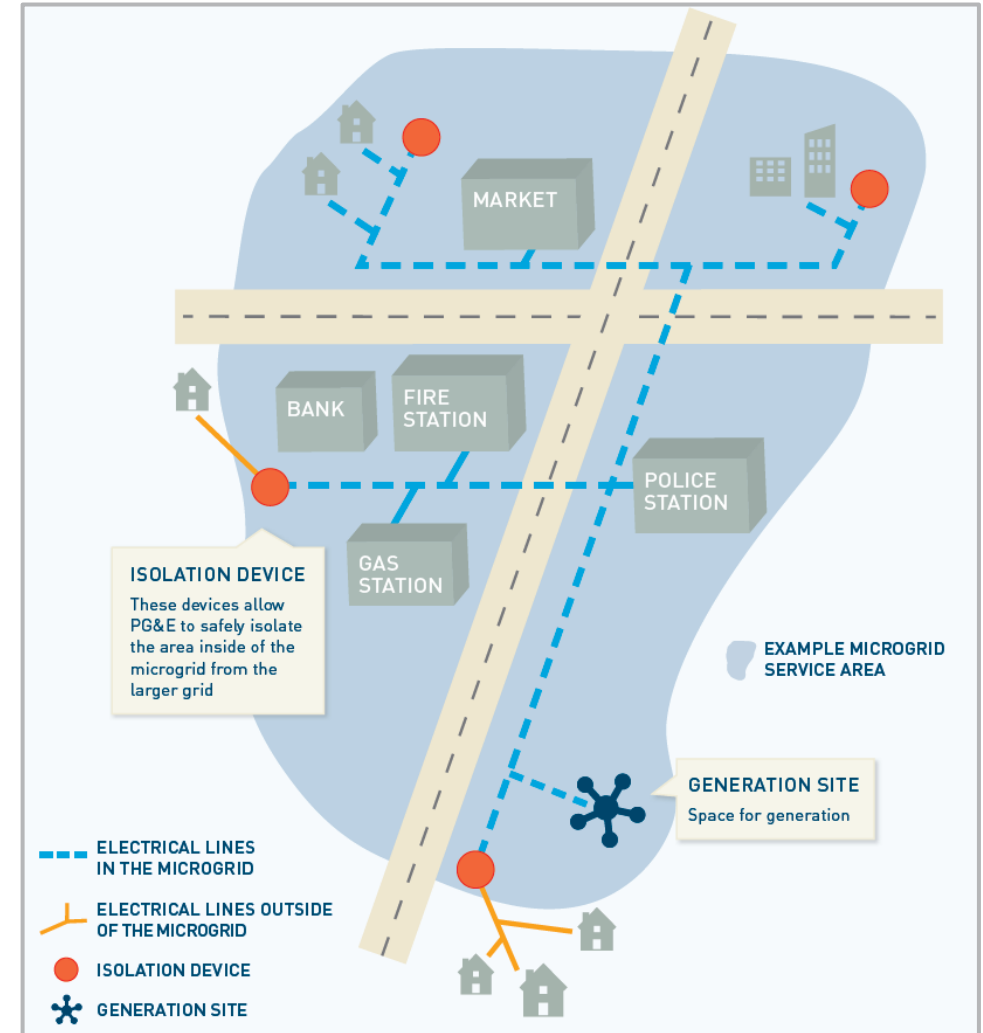 MARKET
BANK
FIRE
STATION
POLICE
STATION
GAS
STATION
ISOLATION DEVICE
These devices allow
PG&E to safely isolate
the area inside of the
microgrid from the
larger grid
EXAMPLE MICROGRID
SERVICE AREA
GENERATION SITE
Space for generation
ELECTRICAL LINES
IN THE MICROGRID
ELECTRICAL LINES OUTSIDE
OF THE MICROGRID
ISOLATION DEVICE
GENERATION SITE